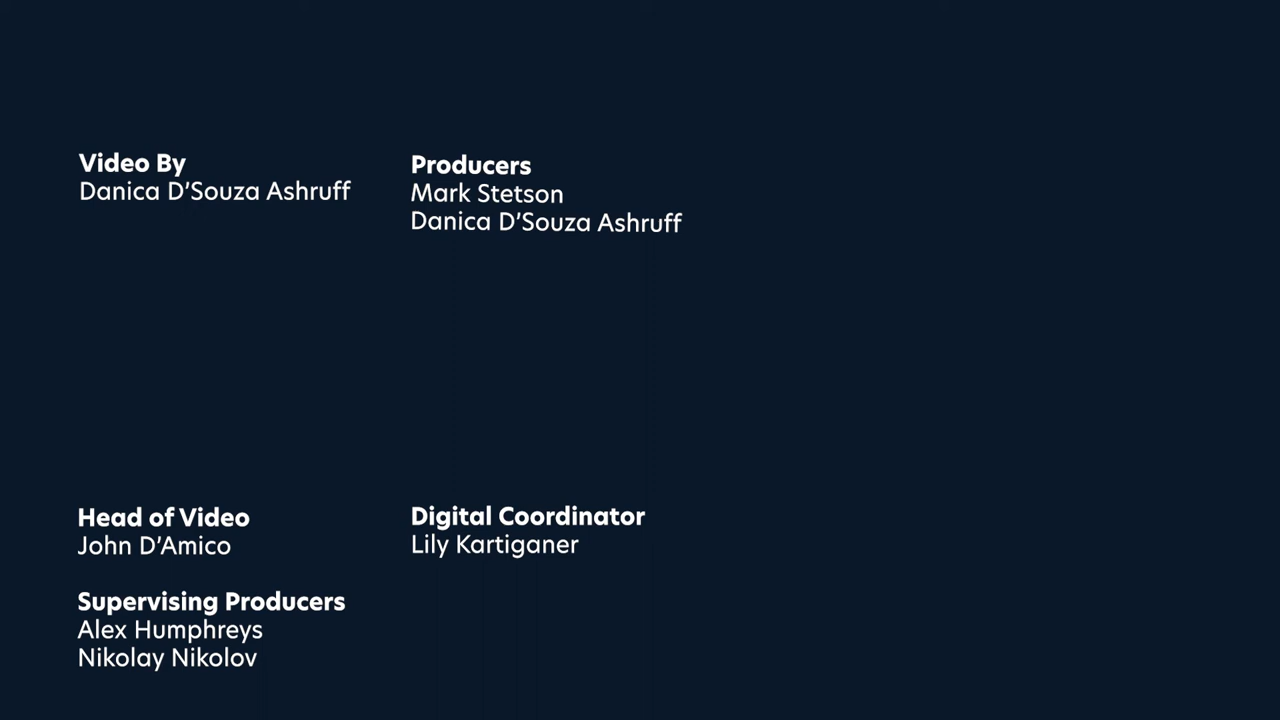 Video By
Danica D'Souza Ashruff
Producers
Mark Stetson
Danica D'Souza Ashruff
Head of Video
John D'Amico
Digital Coordinator
Lily Kartiganer
Supervising Producers
Alex Humphreys
Nikolay Nikolov